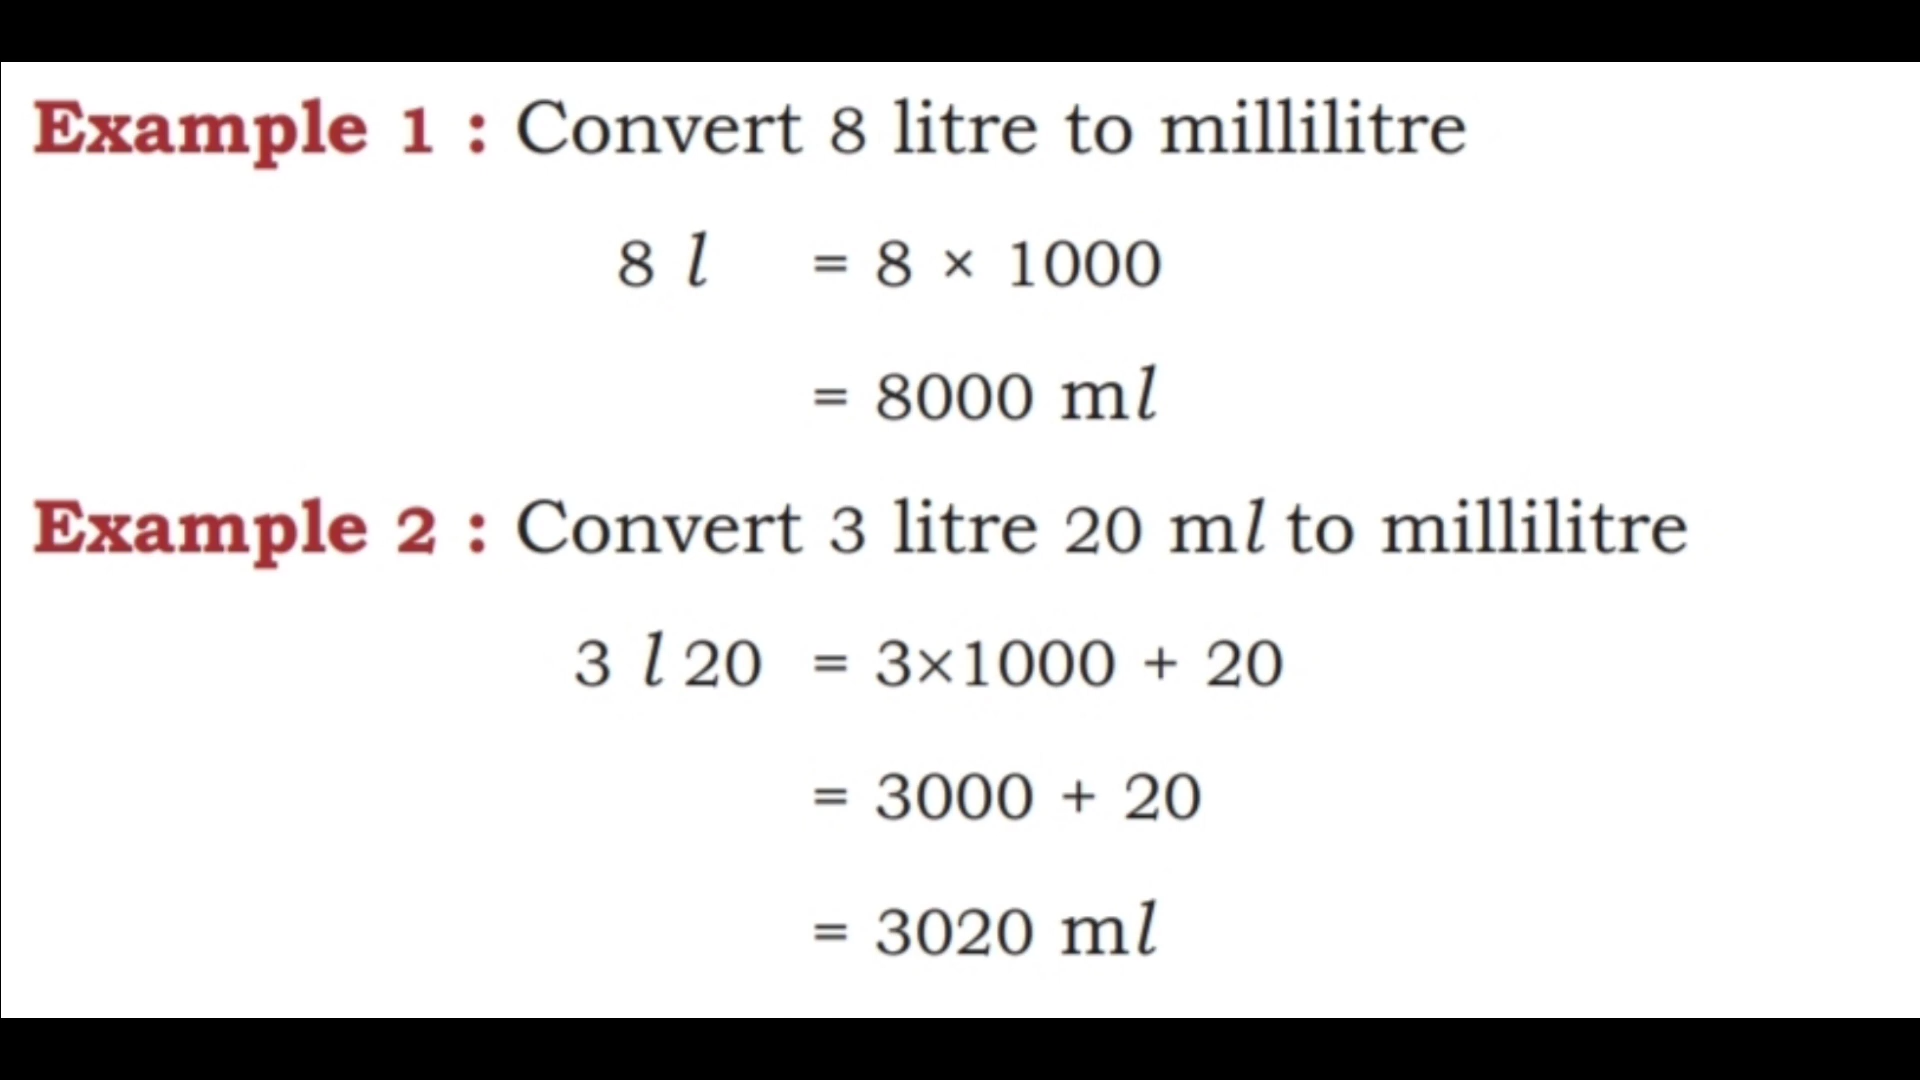 Example 1 : Convert 8 litre to millilitre
8 l = 8 × 1000
= 8000 ml
Example 2 : Convert 3 litre 20 ml to millilitre
3 l 20 = 3×1000 + 20
= 3000 + 20
= 3020 ml